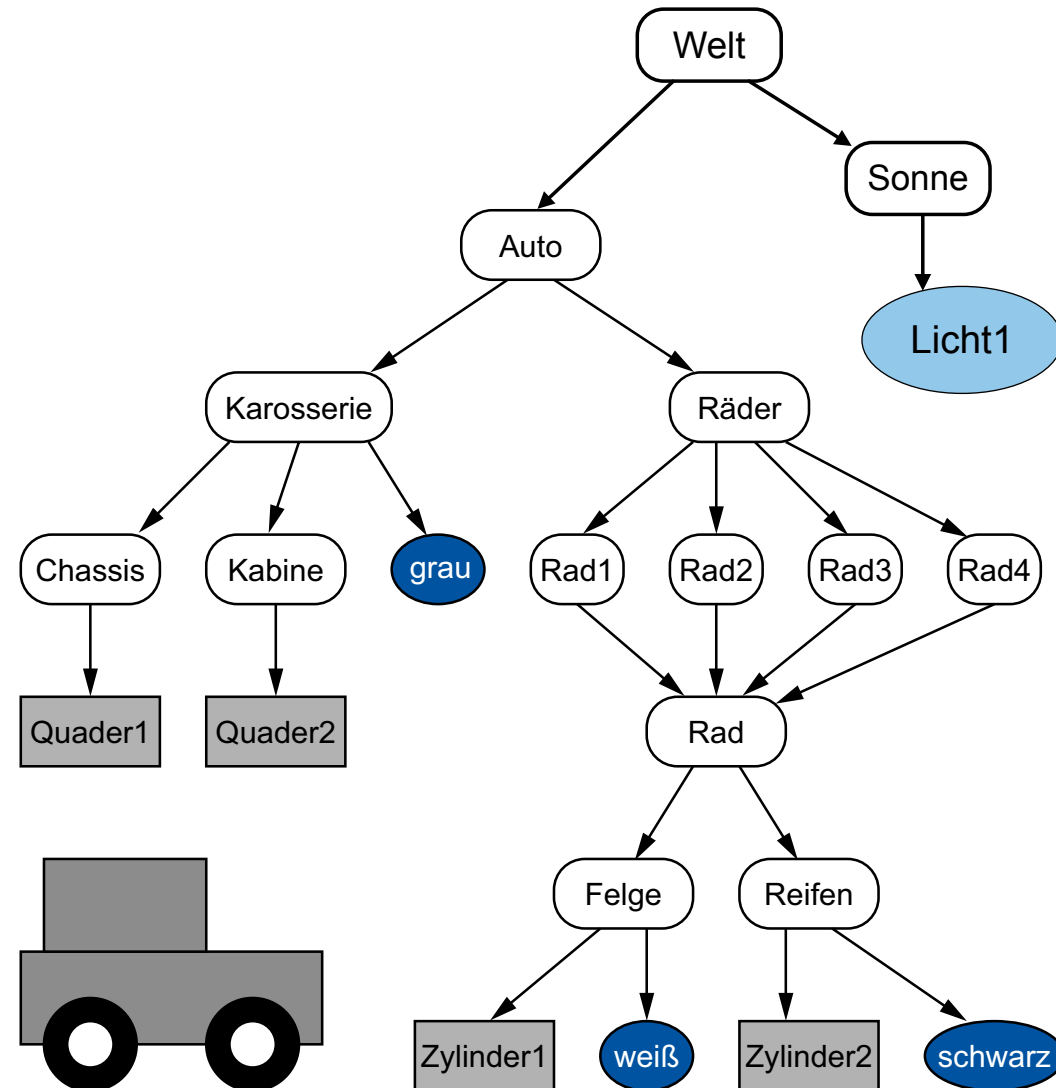 Welt
Sonne
Auto
Licht1
Karosserie
Räder
Chassis
Kabine
grau
Rad1
Rad2
Rad3
Rad4
Quader1
Quader2
Rad
Felge
Reifen
Zylinder1
weiß
Zylinder2
schwarz